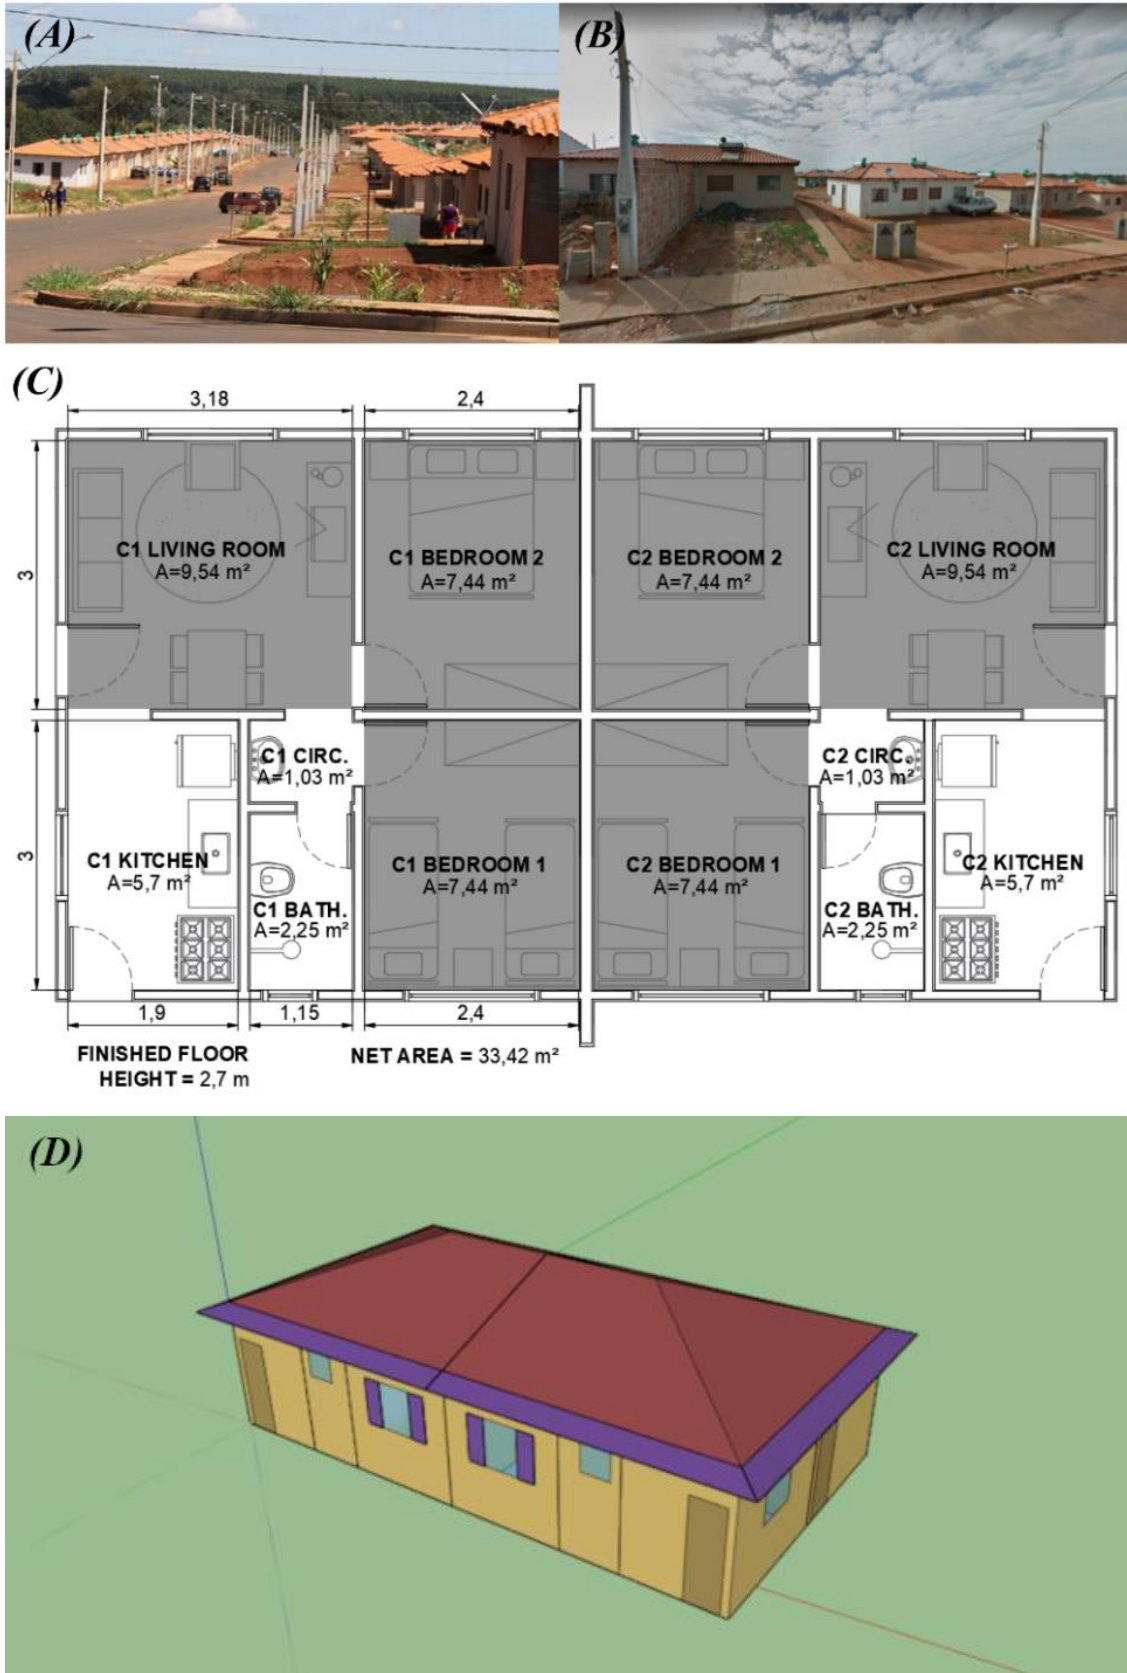 (A)
(B)
(C)
3,18
2,4
3
C1 LIVING ROOM
A=9,54 m²
C1 BEDROOM 2
A=7,44 m²
C2 BEDROOM 2
A=7,44 m²
C2 LIVING ROOM
A=9,54 m²
3
C1 CIRC.
A=1,03 m²
C2 CIRC.
A=1,03 m²
C1 KITCHEN
A=5,7 m²
C1 BEDROOM 1
A=7,44 m²
C2 BEDROOM 1
A=7,44 m²
C2 KITCHEN
A=5,7 m²
C1 BATH.
A=2,25 m²
C2 BATH.
A=2,25 m²
1,9
1,15
2,4
FINISHED FLOOR
HEIGHT = 2,7 m
NET AREA = 33,42 m²
(D)